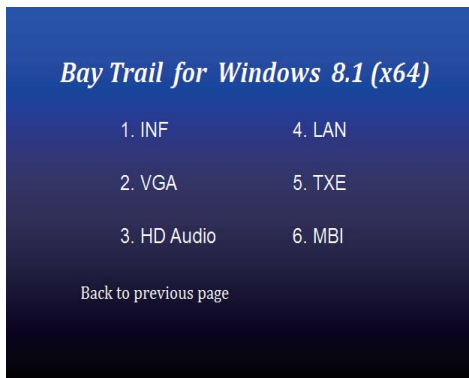 Bay Trail for Windows 8.1 (x64)
1. INF
4. LAN
2. VGA
5. TXE
3. HD Audio
6. MBI
Back to previous page